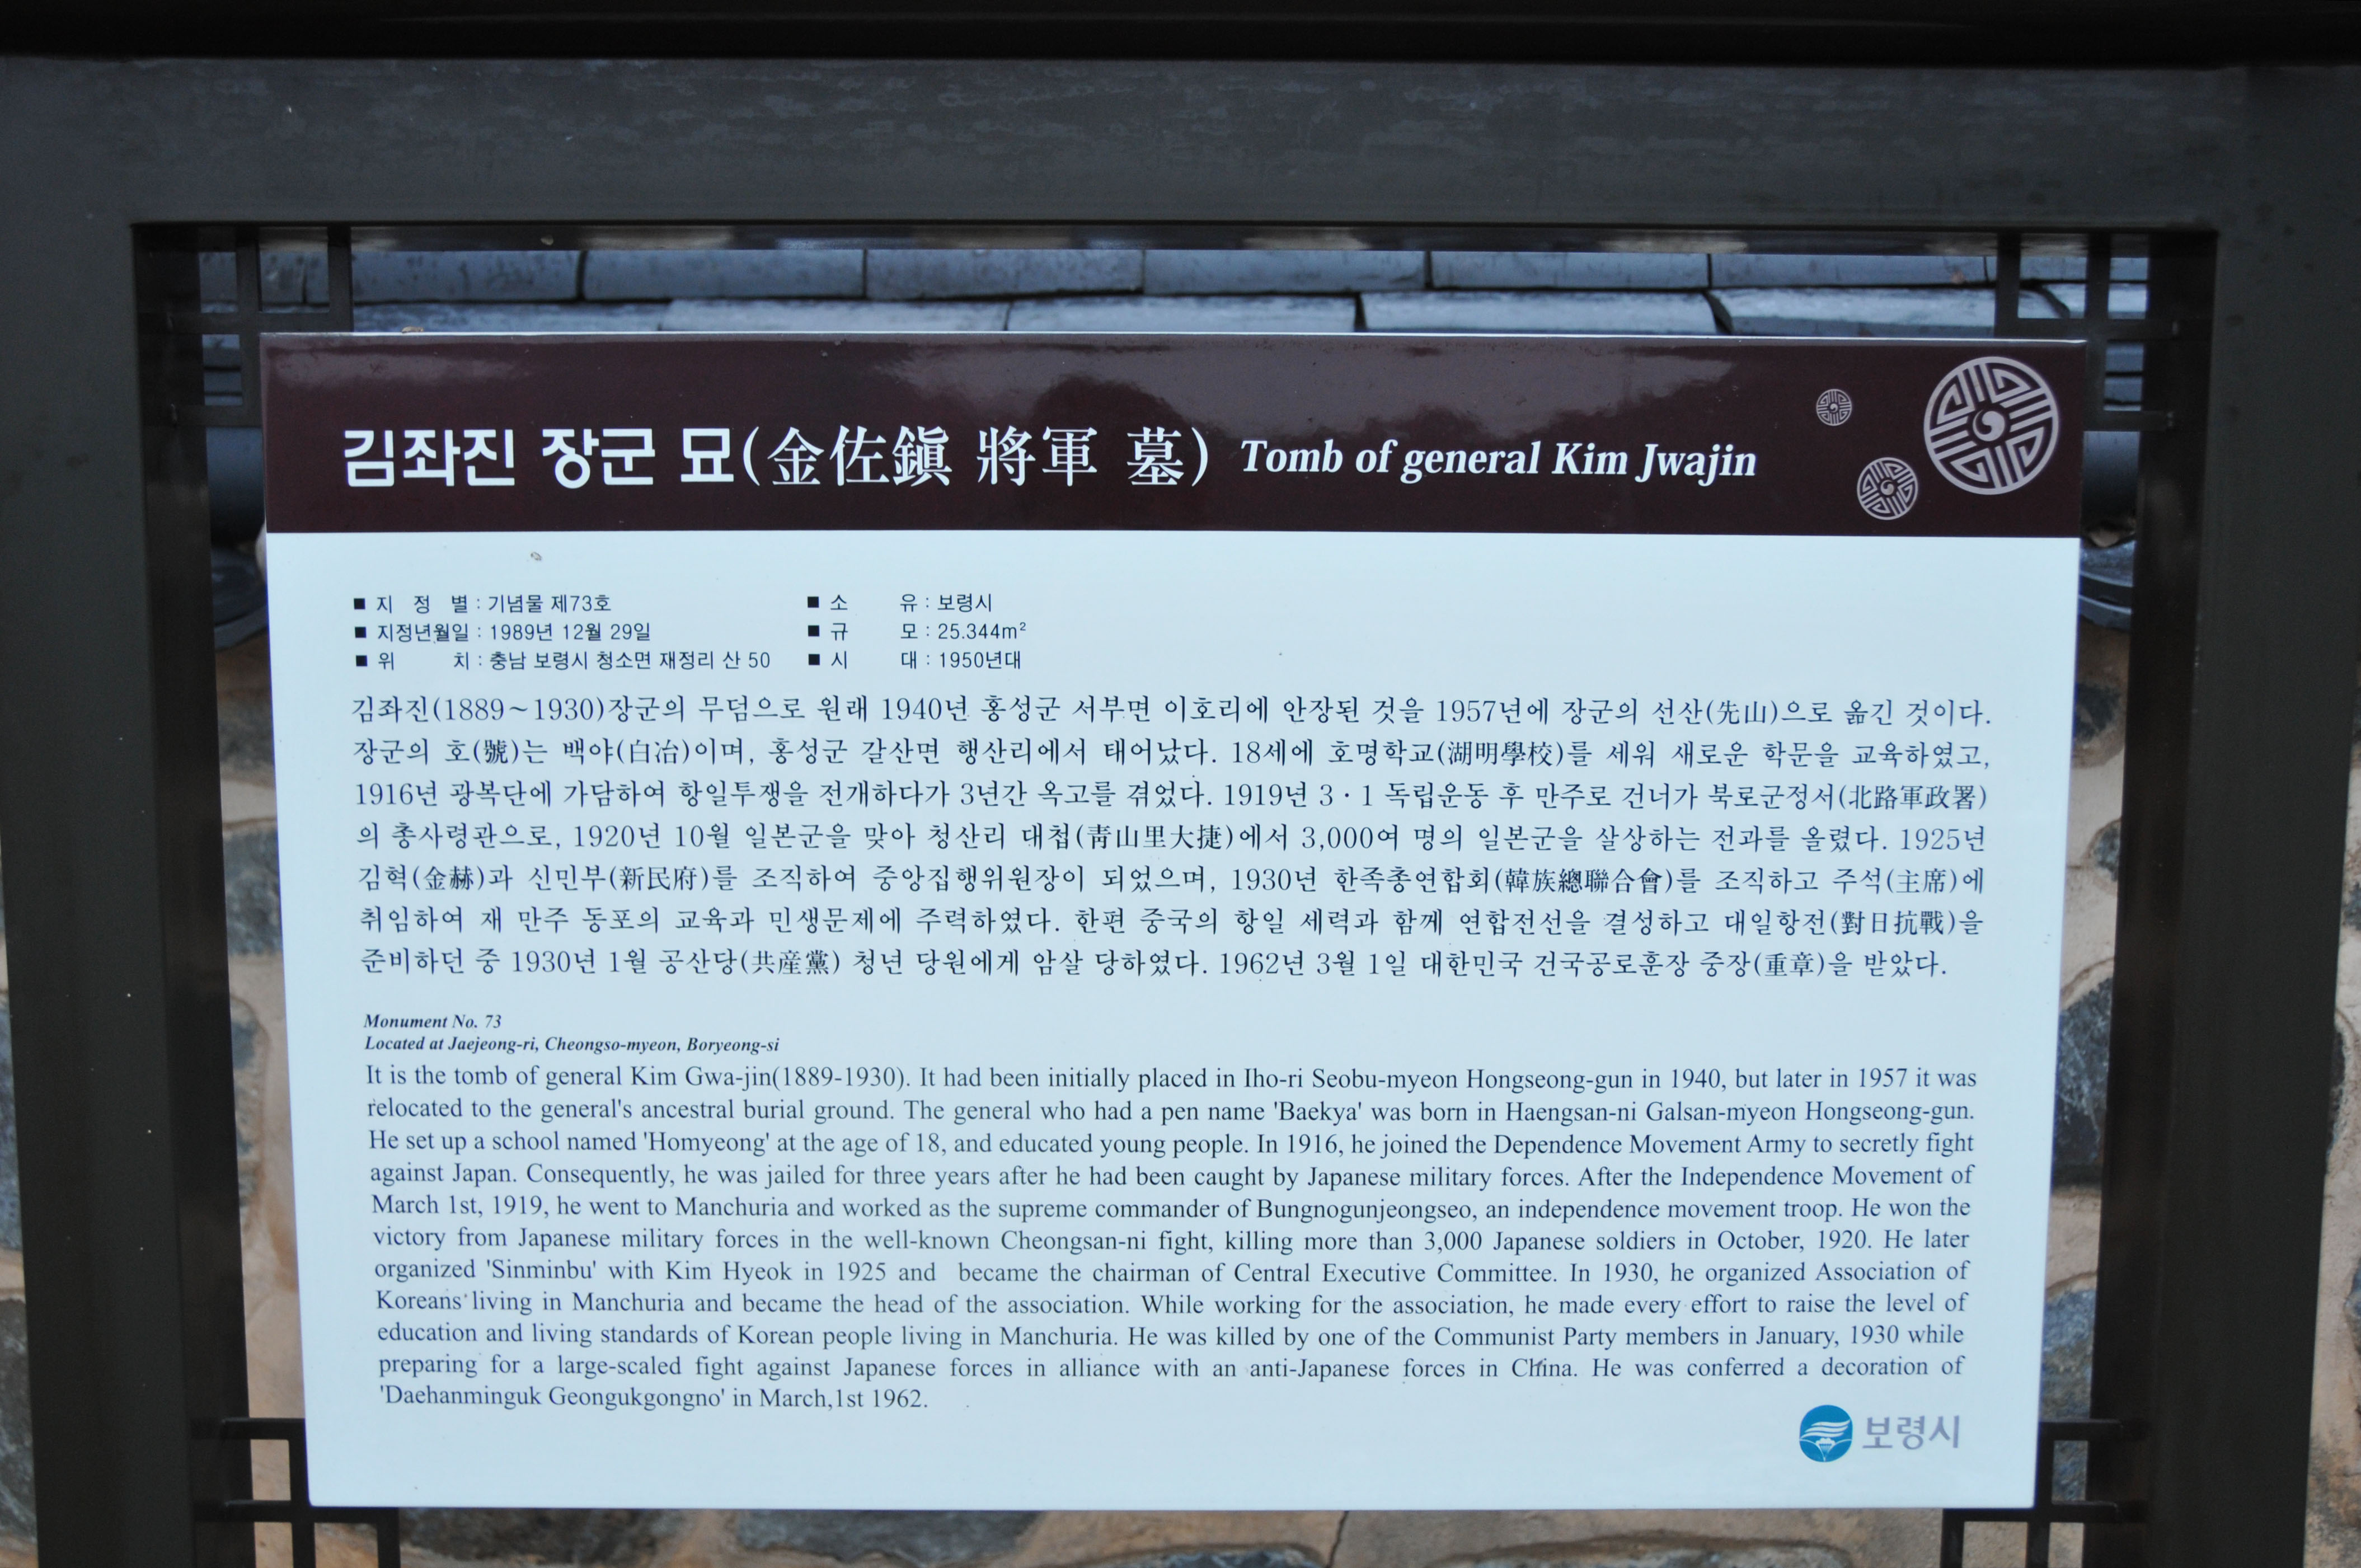 김좌진 장군 묘(金佐鎭 將軍 墓) Tomb of general Kim Jwajin
■ 지 정 별 : 기념물 제73호
■ 지정년월일 : 1989년 12월 29일
■ 위 치 : 충남 보령시 청소면 재정리 산 50
■ 소 유 : 보령시
■ 규 모 : 25.344m²
■ 시 대 : 1950년대
김좌진(1889~1930)장군의 무덤으로 원래 1940년 홍성군 서부면 이호리에 안장된 것을 1957년에 장군의 선산(先山)으로 옮긴 것이다.
장군의 호(號)는 백야(白冶)이며, 홍성군 갈산면 행산리에서 태어났다. 18세에 호명학교(湖明學校)를 세워 새로운 학문을 교육하였고,
1916년 광복단에 가담하여 항일투쟁을 전개하다가 3년간 옥고를 겪었다. 1919년 3·1 독립운동 후 만주로 건너가 북로군정서(北路軍政署)
의 총사령관으로, 1920년 10월 일본군을 맞아 청산리 대첩(靑山里大捷)에서 3,000여 명의 일본군을 살상하는 전과를 올렸다. 1925년
김혁(金赫)과 신민부(新民府)를 조직하여 중앙집행위원장이 되었으며, 1930년 한족총연합회(韓族總聯合會)를 조직하고 주석(主席)에
취임하여 재 만주 동포의 교육과 민생문제에 주력하였다. 한편 중국의 항일 세력과 함께 연합전선을 결성하고 대일항전(對日抗戰)을
준비하던 중 1930년 1월 공산당(共産黨) 청년 당원에게 암살 당하였다. 1962년 3월 1일 대한민국 건국공로훈장 중장(重章)을 받았다.
Monument No. 73
Located at Jaejeong-ri, Cheongso-myeon, Boryeong-si
It is the tomb of general Kim Gwa-jin(1889-1930). It had been initially placed in Iho-ri Seobu-myeon Hongseong-gun in 1940, but later in 1957 it was
relocated to the general's ancestral burial ground. The general who had a pen name 'Baekya' was born in Haengsan-ni Galsan-myeon Hongseong-gun.
He set up a school named 'Homyeong' at the age of 18, and educated young people. In 1916, he joined the Dependence Movement Army to secretly fight
against Japan. Consequently, he was jailed for three years after he had been caught by Japanese military forces. After the Independence Movement of
March 1st, 1919, he went to Manchuria and worked as the supreme commander of Bungnogunjeongseo, an independence movement troop. He won the
victory from Japanese military forces in the well-known Cheongsan-ni fight, killing more than 3,000 Japanese soldiers in October, 1920. He later
organized 'Sinminbu' with Kim Hyeok in 1925 and became the chairman of Central Executive Committee. In 1930, he organized Association of
Koreans' living in Manchuria and became the head of the association. While working for the association, he made every effort to raise the level of
education and living standards of Korean people living in Manchuria. He was killed by one of the Communist Party members in January, 1930 while
preparing for a large-scaled fight against Japanese forces in alliance with an anti-Japanese forces in China. He was conferred a decoration of
'Daehanminguk Geongukgongno' in March,1st 1962.
보령시